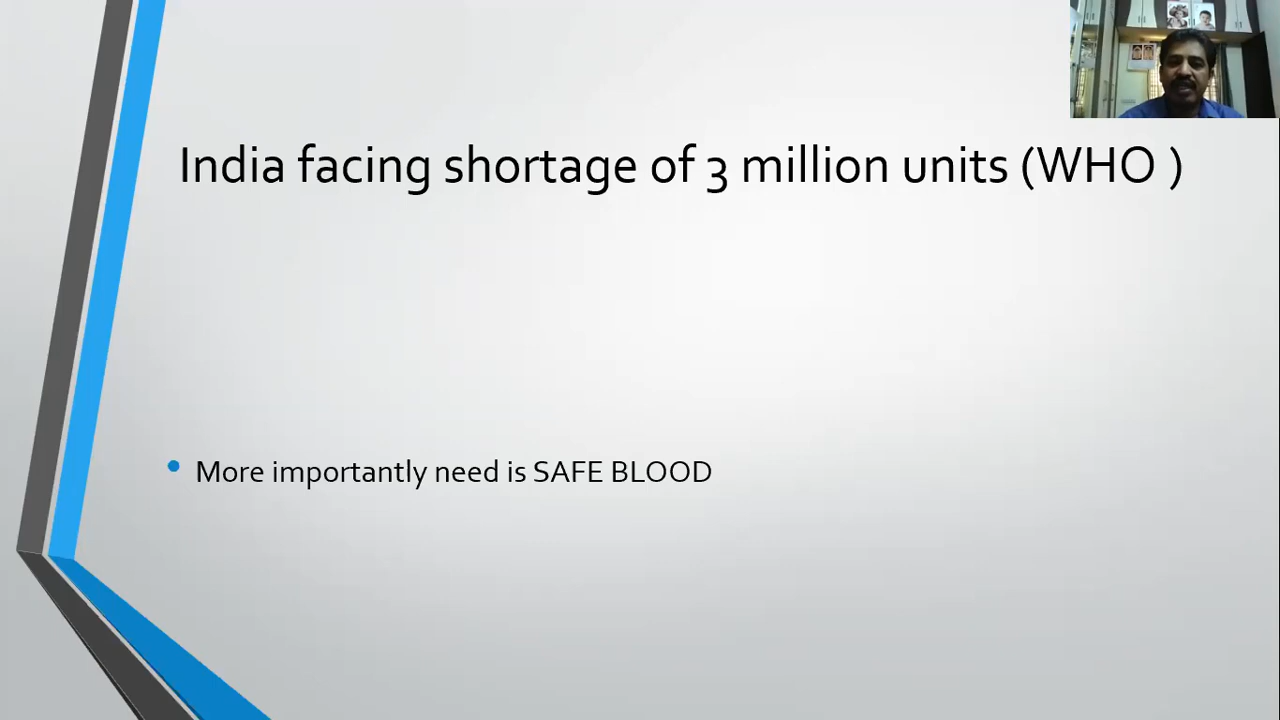 India facing shortage of 3 million units (WHO )
More importantly need is SAFE BLOOD